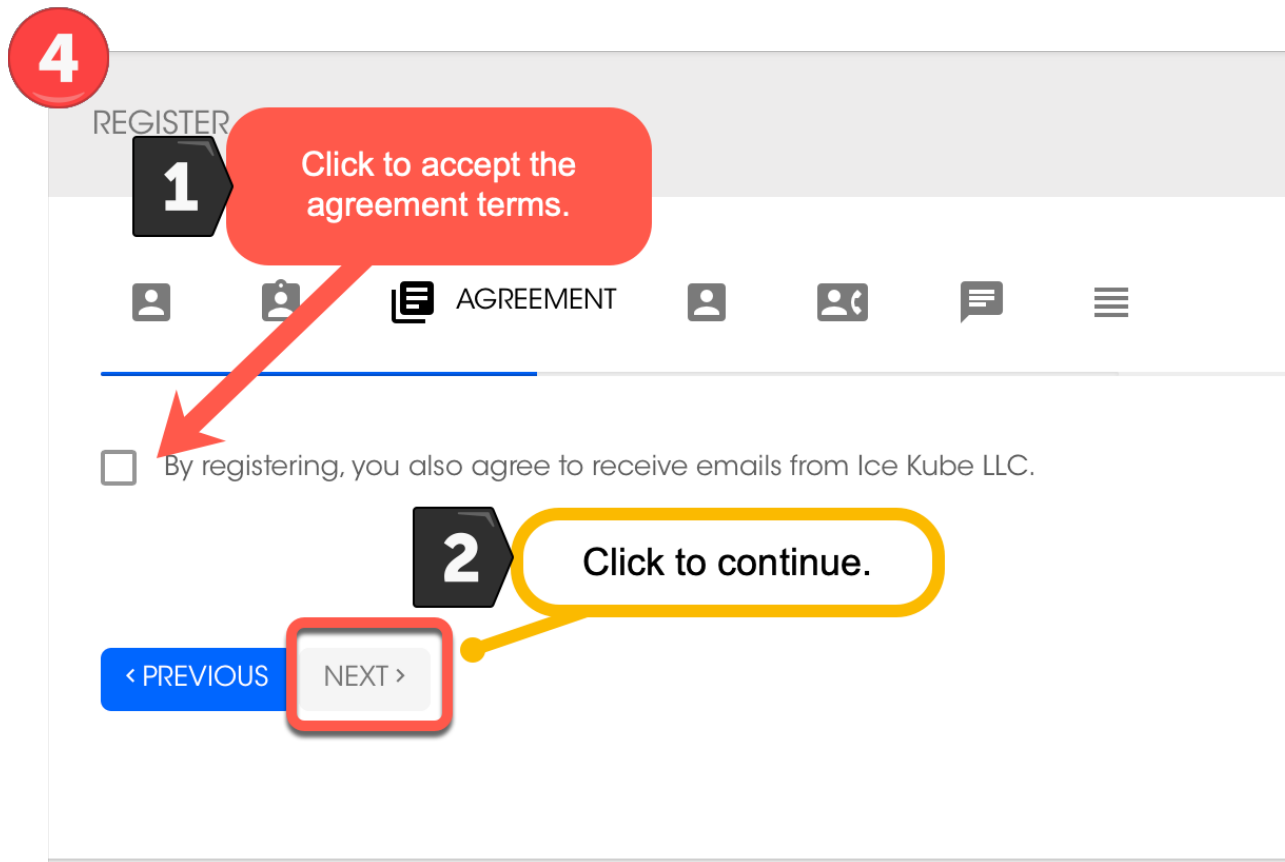 4
REGISTER
1
Click to accept the
agreement terms.
AGREEMENT
By registering, you also agree to receive emails from Ice Kube LLC.
2
Click to continue.
‹ PREVIOUS
NEXT ›